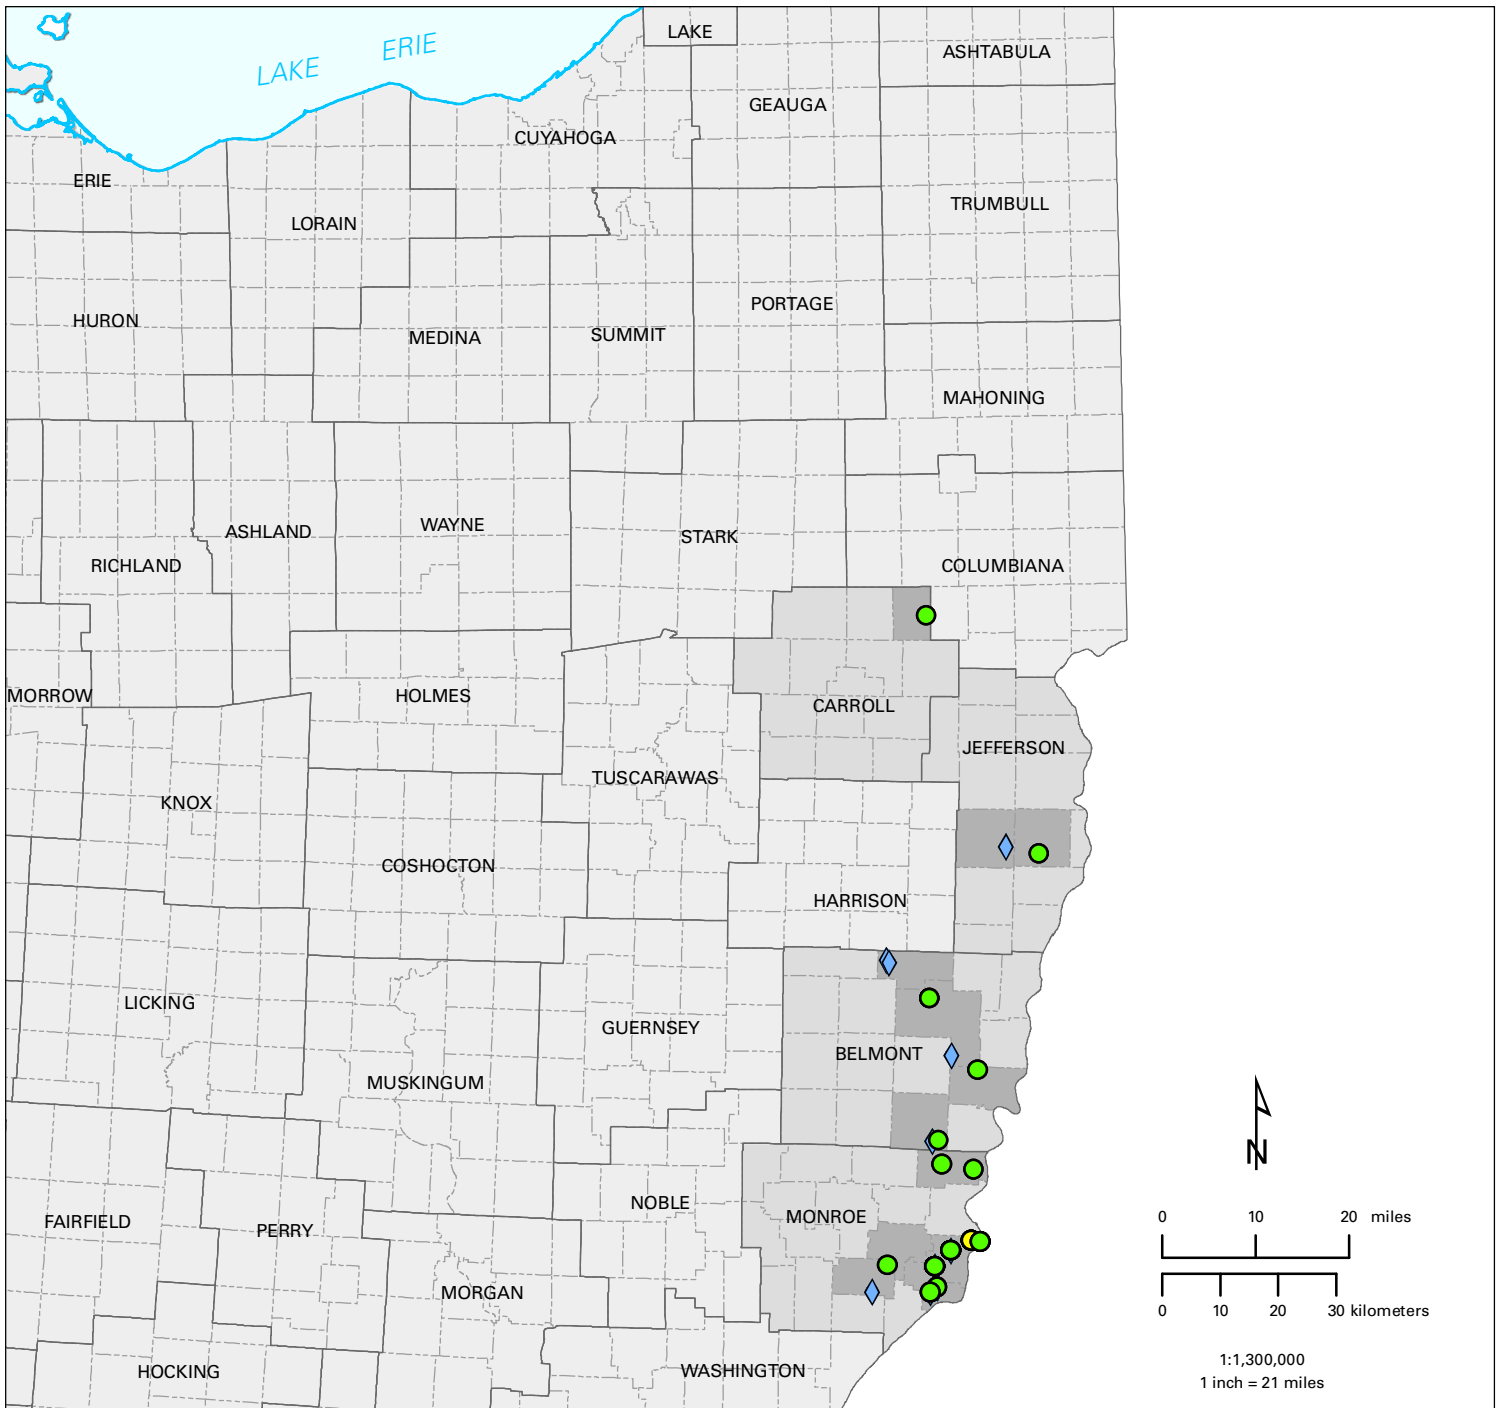 LAKE
ASHTABULA
LAKE ERIE
GEAUGA
CUYAHOGA
ERIE
TRUMBULL
LORAIN
PORTAGE
HURON
MEDINA
SUMMIT
MAHONING
WAYNE
ASHLAND
STARK
RICHLAND
COLUMBIANA
MORROW
HOLMES
CARROLL
JEFFERSON
TUSCARAWAS
KNOX
COSHOCTON
HARRISON
LICKING
GUERNSEY
BELMONT
MUSKINGUM
N
NOBLE
MONROE
FAIRFIELD
PERRY
0 10 20 miles
MORGAN
0 10 20 30 kilometers
1:1,300,000
HOCKING
WASHINGTON
1 inch = 21 miles